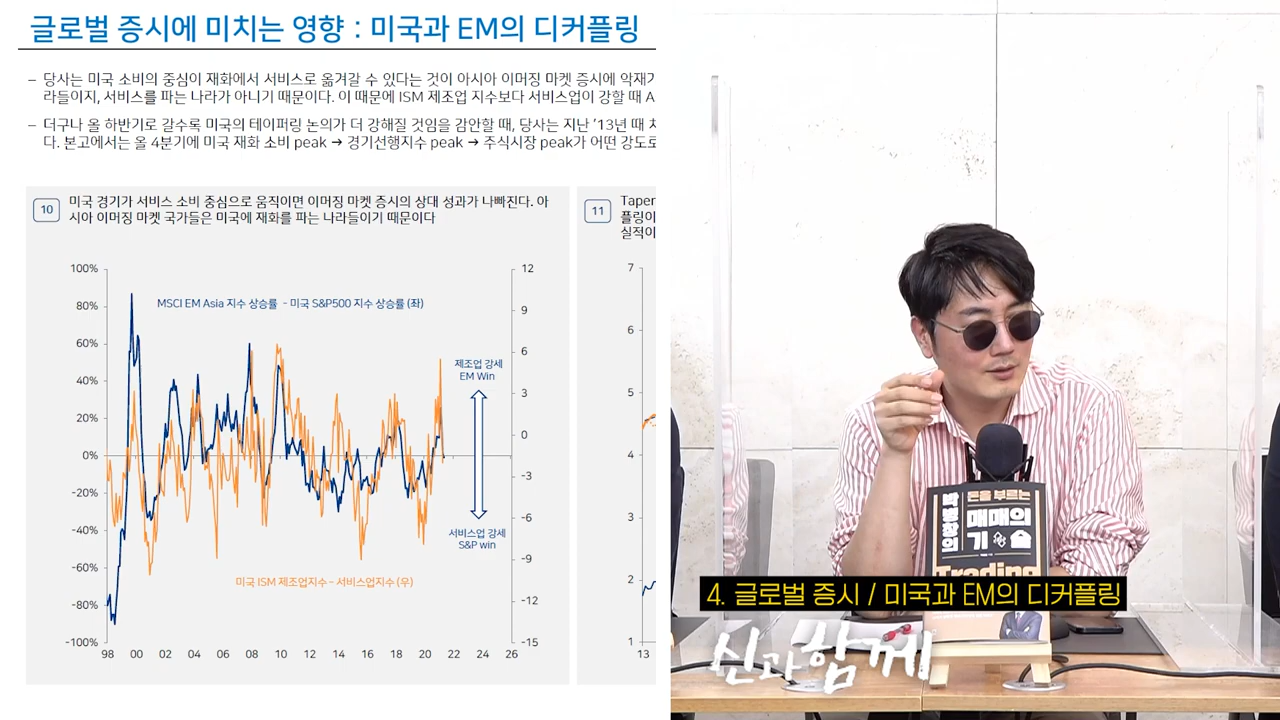 글로벌 증시에 미치는 영향 : 미국과 EM의 디커플링
– 당사는 미국 소비의 중심이 재화에서 서비스로 옮겨갈 수 있다는 것이 아시아 이머징 마켓 증시에 악재가
라들이지, 서비스를 파는 나라가 아니기 때문이다. 이 때문에 ISM 제조업 지수보다 서비스업이 강할 때 A
– 더구나 올 하반기로 갈수록 미국의 테이퍼링 논의가 더 강해질 것임을 감안할 때, 당사는 지난 '13년 때
다. 본고에서는 올 4분기에 미국 재화 소비 peak → 경기선행지수 peak → 주식시장 peak가 어떤 강도로
10
미국 경기가 서비스 소비 중심으로 움직이면 이머징 마켓 증시의 상대 성과가 나빠진다. 아
시아 이머징 마켓 국가들은 미국에 재화를 파는 나라들이기 때문이다
100%
80%
60%
40%
20%
0%
-20%
-40%
-60%
-80%
-100%
MSCI EM Asia 지수 상승률 - 미국 S&P500 지수 상승률 (좌)
제조업 강세
EM Win
서비스업 강세
S&P win
미국 ISM 제조업지수 - 서비스업지수 (우)
12
9
6
3
0
-3
-6
-9
-12
-15
98 00 02 04 06 08 10 12 14 16 18 20 22 24 26
11
Taper
플링이
실적이
7
6
5
4
3
2
1
13
박병창의
돈을 부르는
매매의
기술
Trading
4. 글로벌 증시 / 미국과 EM의 디커플링
신과함께